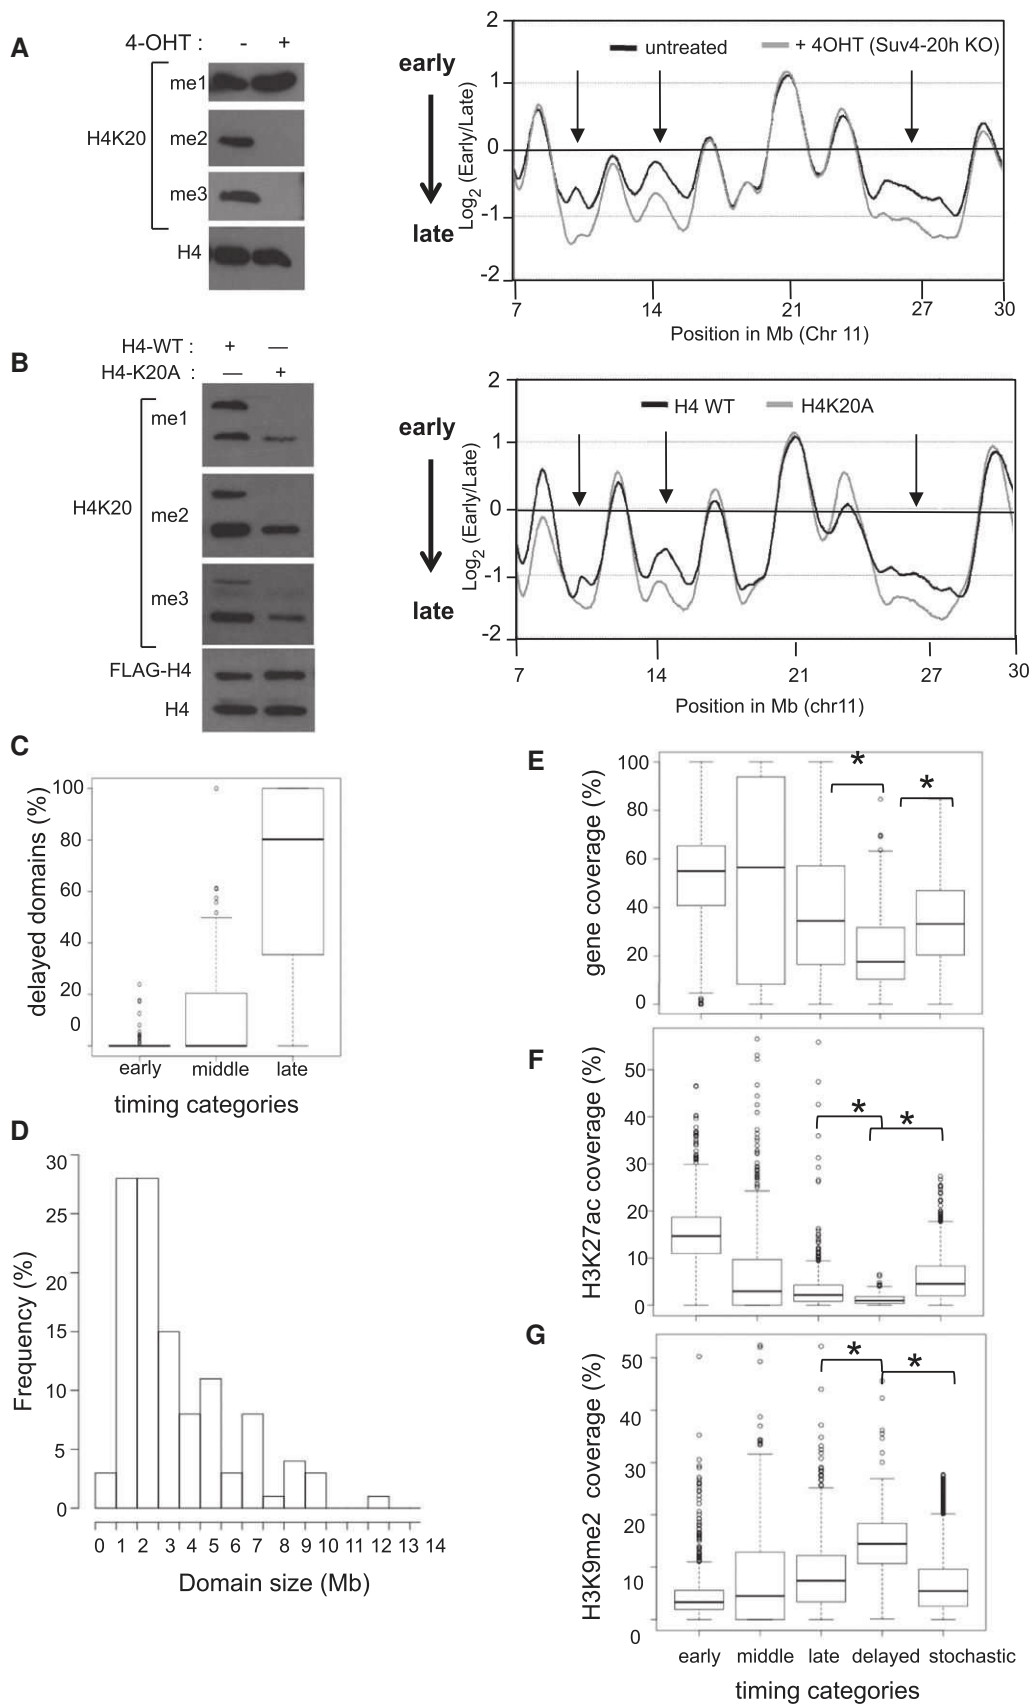 A
4-OHT : - +
H4K20
me1
me2
me3
H4
early
late
Log2 (Early/Late)
2
1
0
-1
-2
untreated
+ 4OHT (Suv4-20h KO)
7 14 21 27 30
Position in Mb (Chr 11)
B
H4-WT : + —
H4-K20A : — +
H4K20
me1
me2
me3
FLAG-H4
H4
early
late
Log2 (Early/Late)
2
1
0
-1
-2
H4 WT
H4K20A
7 14 21 27 30
Position in Mb (chr11)
C
delayed domains (%)
100
80
60
40
20
0
early middle late
timing categories
D
Frequency (%)
30
25
20
15
10
5
0
0 1 2 3 4 5 6 7 8 9 10 11 12 13 14
Domain size (Mb)
E
gene coverage (%)
100
80
60
40
20
0
* *
F
H3K27ac coverage (%)
50
40
30
20
10
0
* *
G
H3K9me2 coverage (%)
50
40
30
20
10
0
* *
early middle late delayed stochastic
timing categories